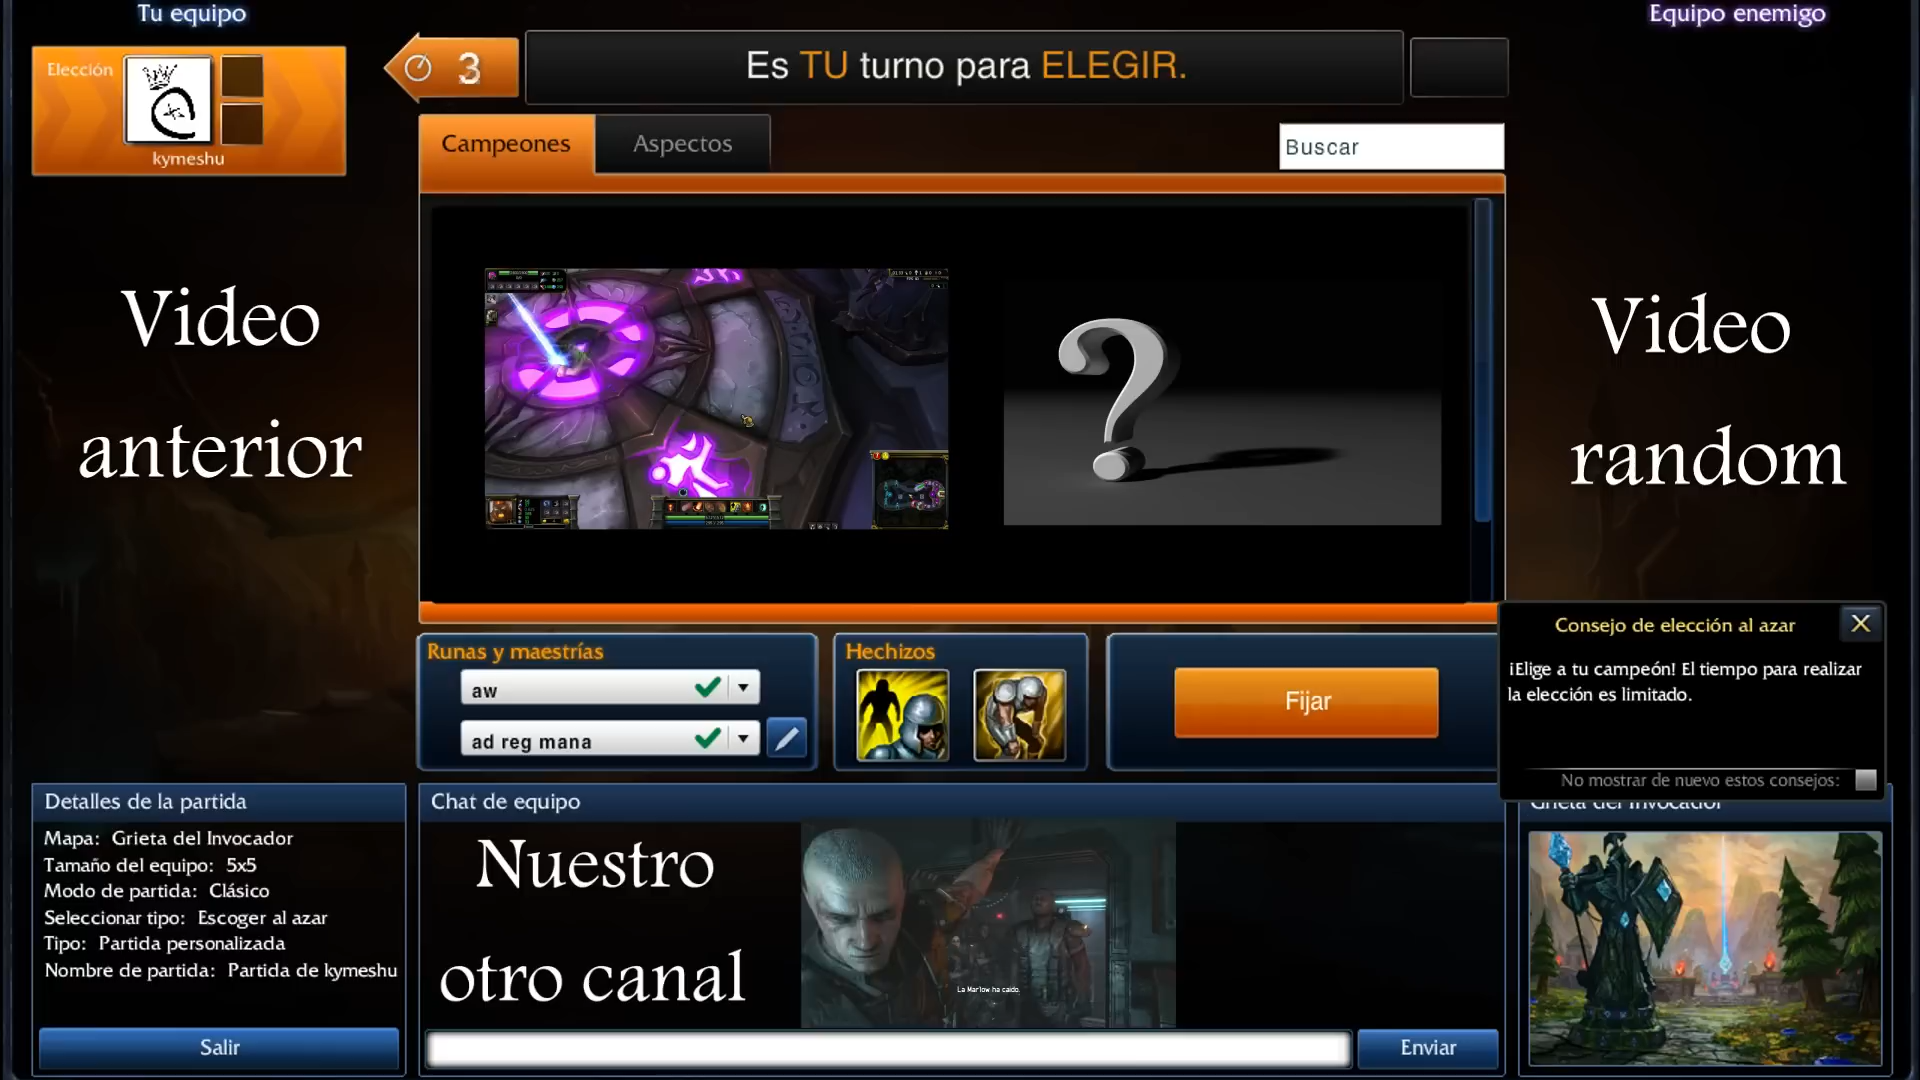 Tu equipo
Equipo enemigo
Elección
kymeshu
3
Es TU turno para ELEGIR.
Campeones
Aspectos
Buscar
Video
anterior
Video
random
Runas y maestrías
aw
ad reg mana
Hechizos
Fijar
Consejo de elección al azar
X
¡Elige a tu campeón! El tiempo para realizar
la elección es limitado.
No mostrar de nuevo estos consejos:
Detalles de la partida
Mapa: Grieta del Invocador
Tamaño del equipo: 5x5
Modo de partida: Clásico
Seleccionar tipo: Escoger al azar
Tipo: Partida personalizada
Nombre de partida: Partida de kymeshu
Salir
Chat de equipo
Nuestro
otro canal
La Marlow ha caído.
Enviar
Grieta del Invocador